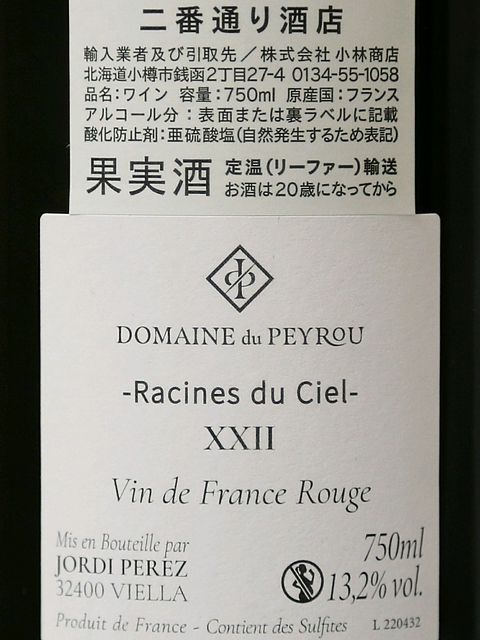 二番通り酒店
輸入業者及び引取先／株式会社小林商店
北海道小樽市銭函2丁目27-4 0134-55-1058
品名：ワイン 容量：750ml 原産国：フランス
アルコール分：表面または裏ラベルに記載
酸化防止剤：亜硫酸塩（自然発生するため表記）
果実酒 定温（リーファー）輸送
お酒は20歳になってから
DOMAINE du PEYROU
-Racines du Ciel-
XXII
Vin de France Rouge
Mis en Bouteille par
JORDI PEREZ
32400 VIELLA
750ml
13,2% vol.
Produit de France - Contient des Sulfites L 220432